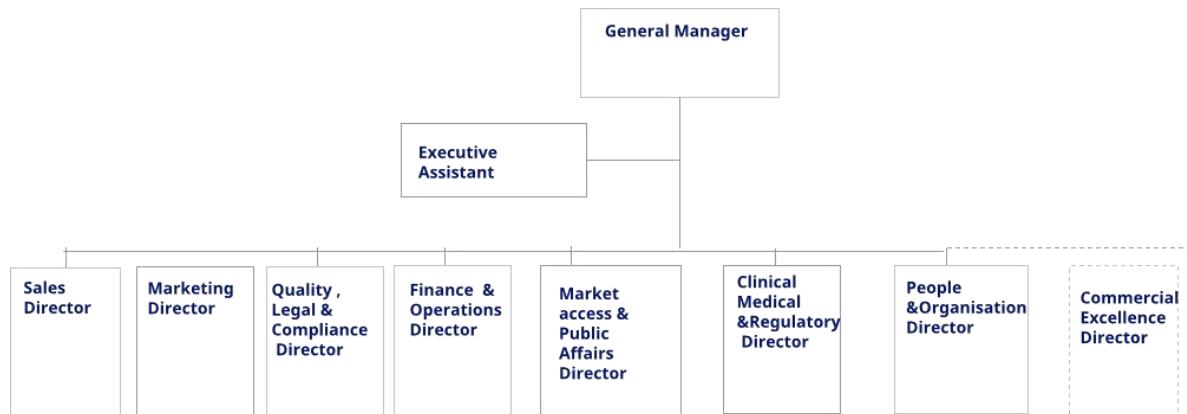 General Manager
Executive
Assistant
Sales
Director
Marketing
Director
Quality ,
Legal &
Compliance
Director
Finance &
Operations
Director
Market
access &
Public
Affairs
Director
Clinical
Medical
&Regulatory
Director
People
&Organisation
Director
Commercial
Excellence
Director